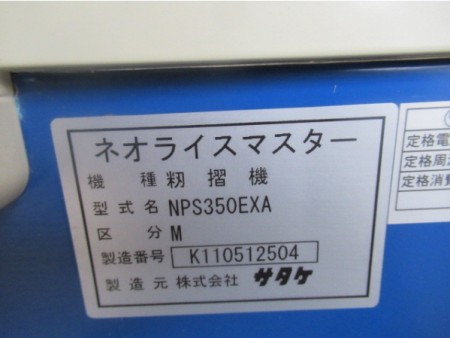 ネオライスマスター
機種 籾摺機
型式名 NPS350EXA
区分 M
製造番号 K110512504
製造元 株式会社 サタケ
定格電
定格周
定格消費